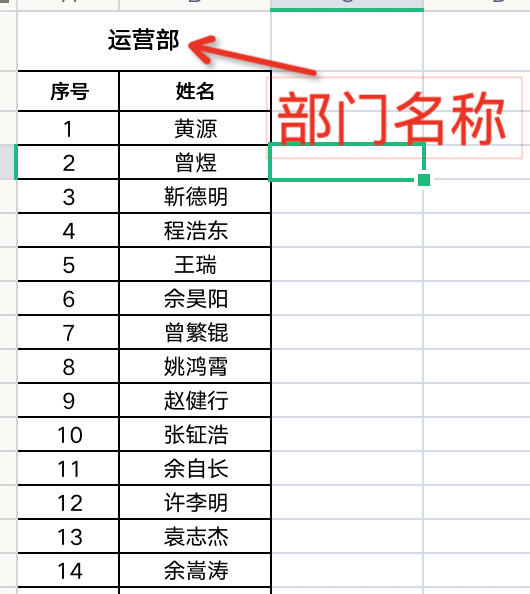 运营部
部门名称
序号 姓名
1 黄源
2 曾煜
3 靳德明
4 程浩东
5 王瑞
6 佘昊阳
7 曾繁锟
8 姚鸿霄
9 赵健行
10 张钲浩
11 余自长
12 许李明
13 袁志杰
14 余嵩涛